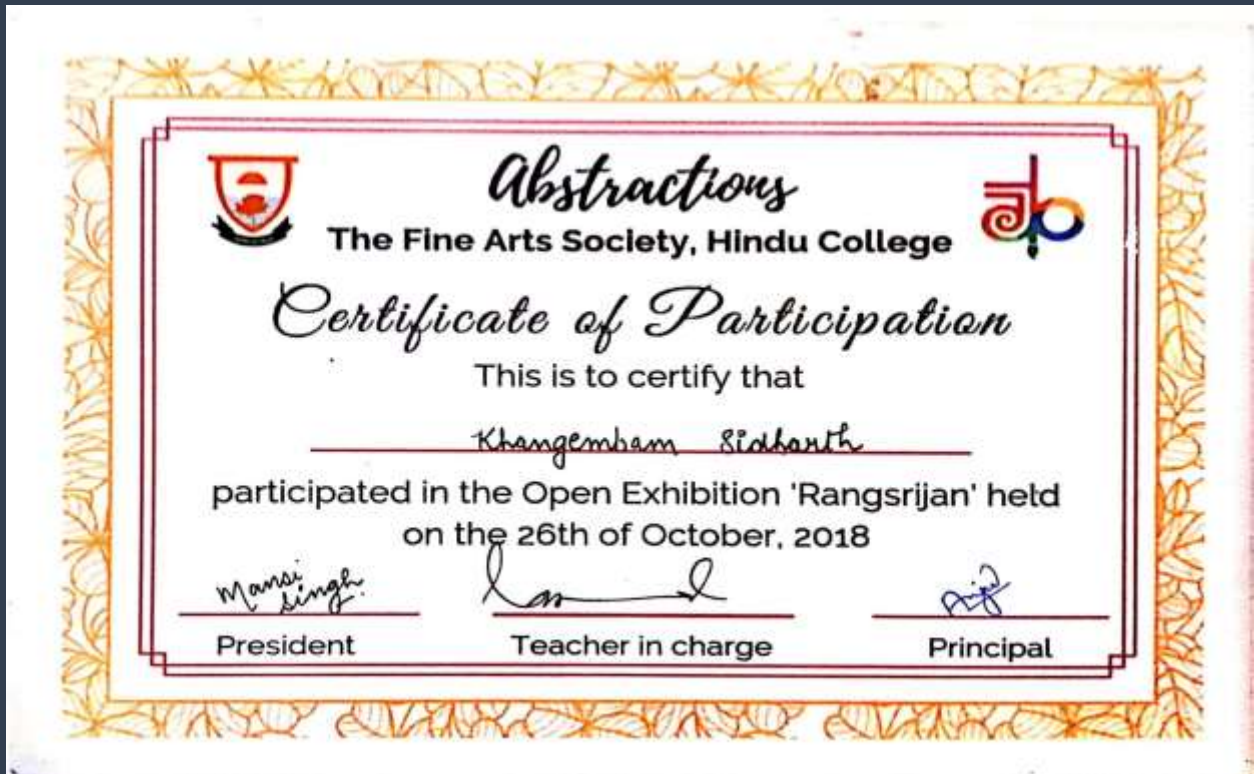 Abstractions
The Fine Arts Society, Hindu College
Certificate of Participation
This is to certify that
Khangembam Sidharth
participated in the Open Exhibition 'Rangsrijan' held
on the 26th of October, 2018
Mansi Singh
President Teacher in charge Principal